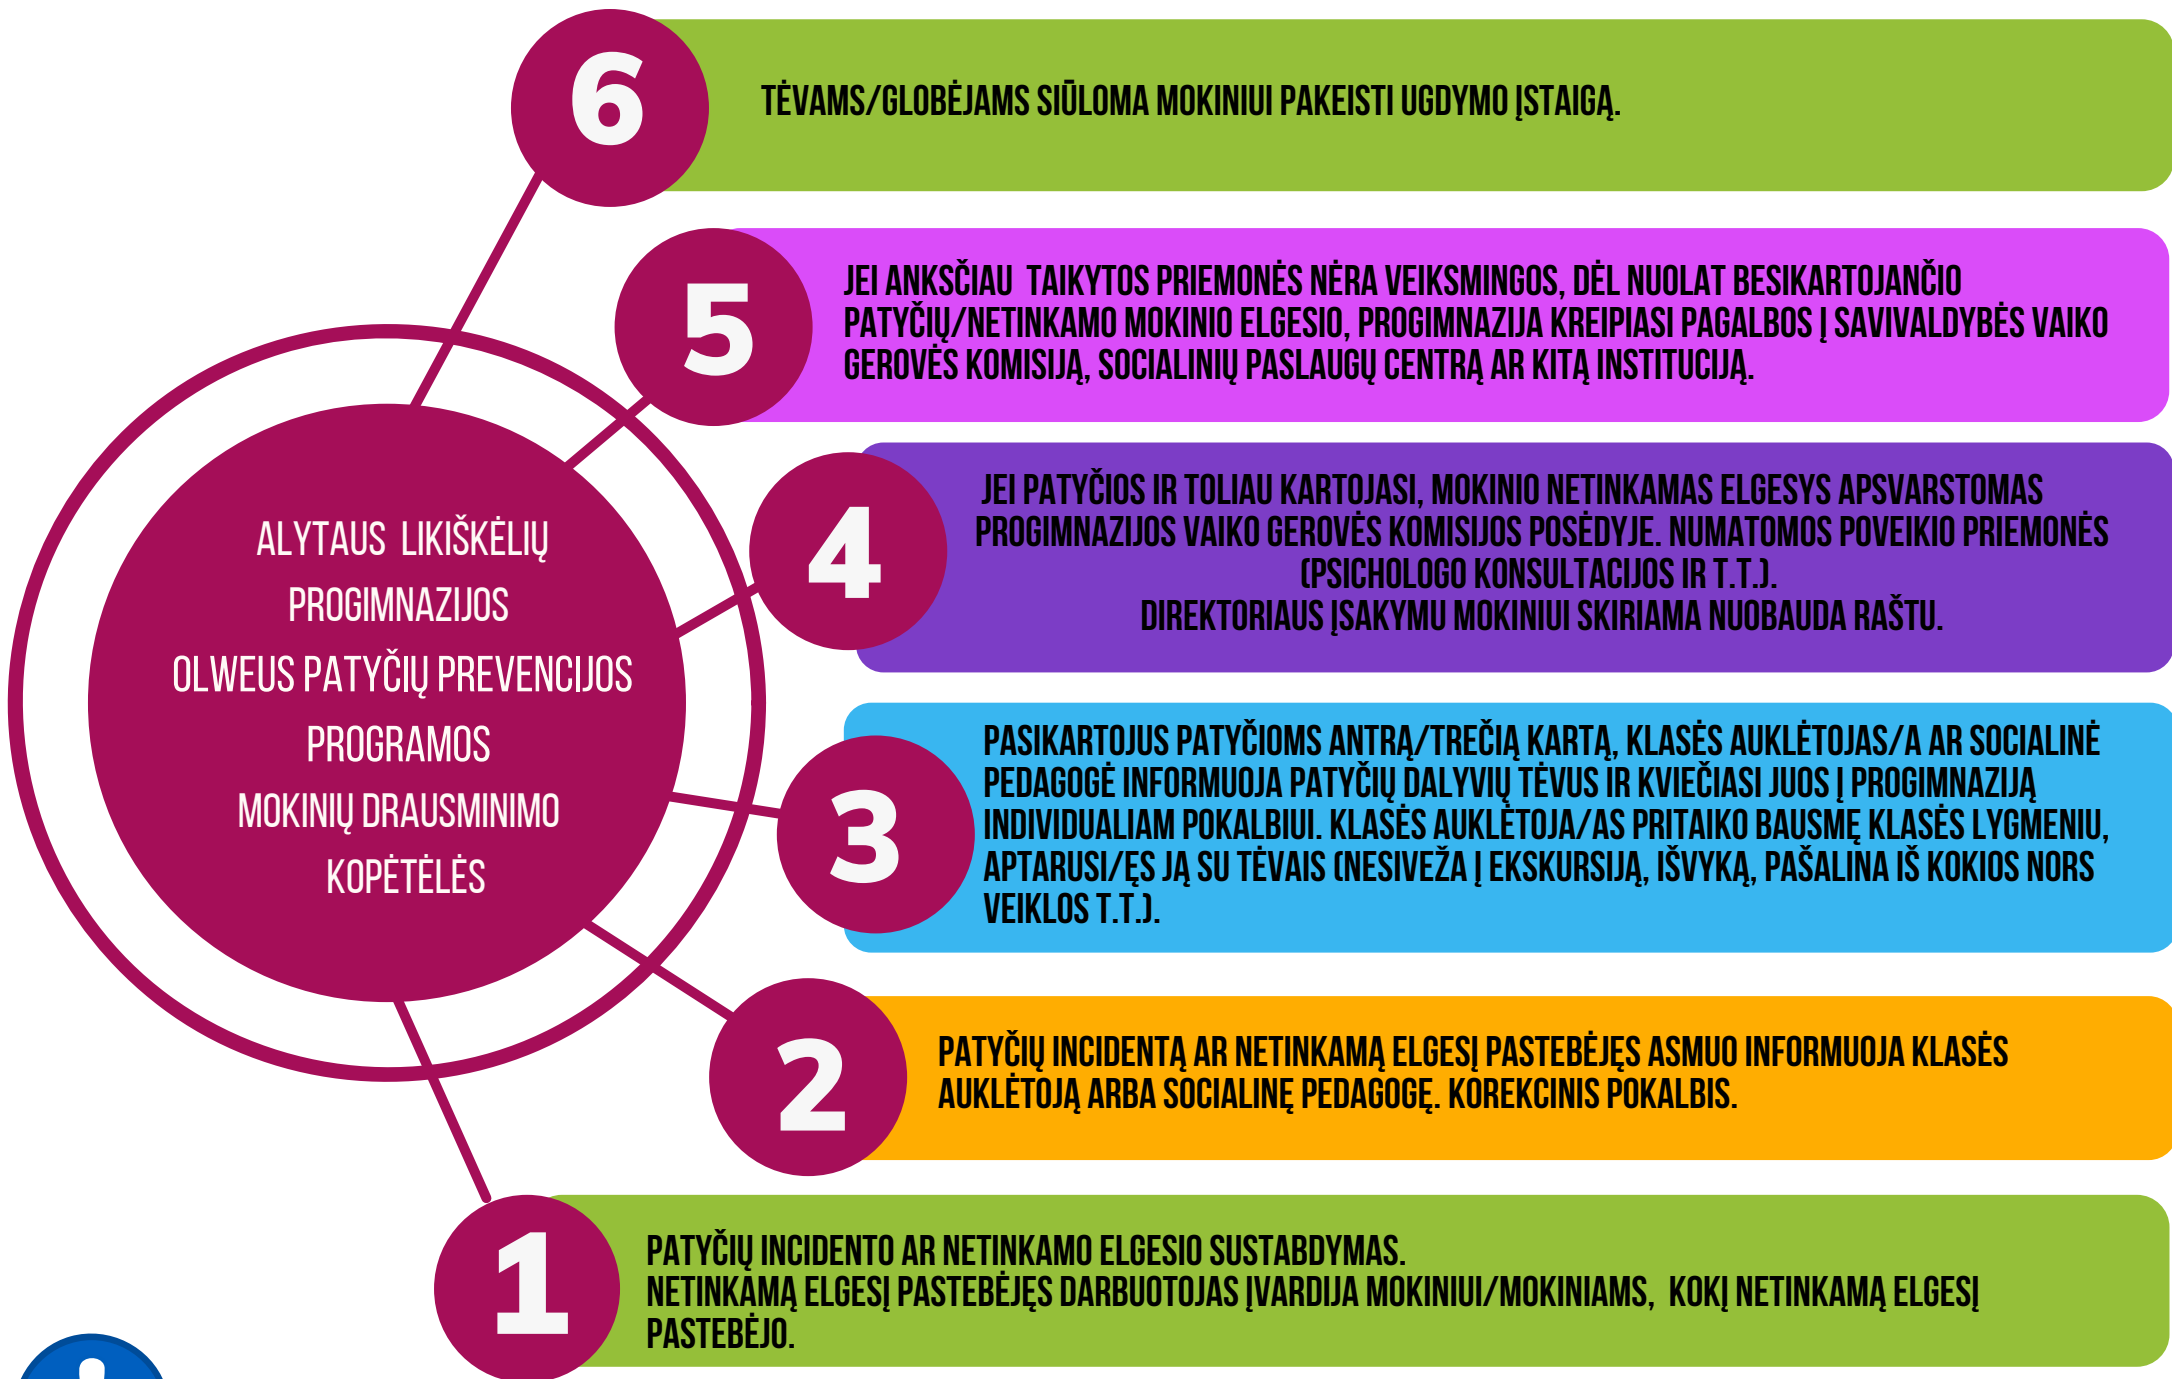 6
TĖVAMS/GLOBĖJAMS SIŪLOMA MOKINIUI PAKEISTI UGDYMO ĮSTAIGĄ.
5
JEI ANKSČIAU TAIKYTOS PRIEMONĖS NĖRA VEIKSMINGOS, DĖL NUOLAT BESIKARTOJANČIO
PATYČIŲ/NETINKAMO MOKINIO ELGESIO, PROGIMNAZIJA KREIPIASI PAGALBOS Į SAVIVALDYBĖS VAIKO
GEROVĖS KOMISIJĄ, SOCIALINIŲ PASLAUGŲ CENTRĄ AR KITĄ INSTITUCIJĄ.
4
JEI PATYČIOS IR TOLIAU KARTOJASI, MOKINIO NETINKAMAS ELGESYS APSVARSTOMAS
PROGIMNAZIJOS VAIKO GEROVĖS KOMISIJOS POSĖDYJE. NUMATOMOS POVEIKIO PRIEMONĖS
(PSICHOLOGO KONSULTACIJOS IR T.T.).
DIREKTORIAUS ĮSAKYMU MOKINIUI SKIRIAMA NUOBAUDA RAŠTU.
ALYTAUS LIKIŠKĖLIŲ
PROGIMNAZIJOS
OLWEUS PATYČIŲ PREVENCIJOS
PROGRAMOS
MOKINIŲ DRAUSMINIMO
KOPĖTĖLĖS
3
PASIKARTOJUS PATYČIOMS ANTRĄ/TREČIĄ KARTĄ, KLASĖS AUKLĖTOJAS/A AR SOCIALINĖ
PEDAGOGĖ INFORMUOJA PATYČIŲ DALYVIŲ TĖVUS IR KVIEČIASI JUOS Į PROGIMNAZIJĄ
INDIVIDUALIAM POKALBIUI. KLASĖS AUKLĖTOJA/AS PRITAIKO BAUSMĘ KLASĖS LYGMENIU,
APTARUSI/ĘS JĄ SU TĖVAIS (NESIVEŽA Į EKSKURSIJĄ, IŠVYKĄ, PAŠALINA IŠ KOKIOS NORS
VEIKLOS T.T.).
2
PATYČIŲ INCIDENTĄ AR NETINKAMĄ ELGESĮ PASTEBĖJĘS ASMUO INFORMUOJA KLASĖS
AUKLĖTOJĄ ARBA SOCIALINĘ PEDAGOGĘ. KOREKCINIS POKALBIS.
1
PATYČIŲ INCIDENTO AR NETINKAMO ELGESIO SUSTABDYMAS.
NETINKAMĄ ELGESĮ PASTEBĖJĘS DARBUOTOJAS ĮVARDIJA MOKINIUI/MOKINIAMS, KOKĮ NETINKAMĄ ELGESĮ
PASTEBĖJO.